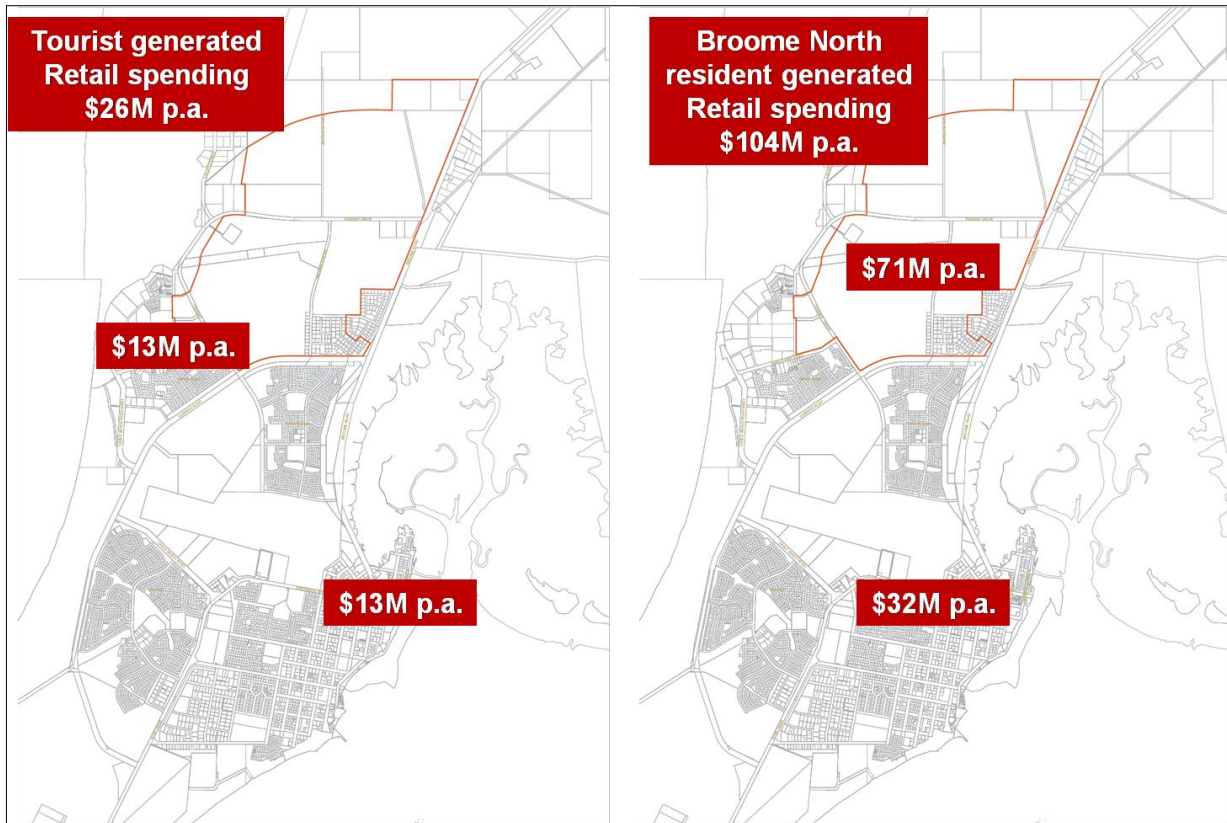 Tourist generated
Retail spending
$26M p.a.
$13M p.a.
$13M p.a.
Broome North
resident generated
Retail spending
$104M p.a.
$71M p.a.
$32M p.a.